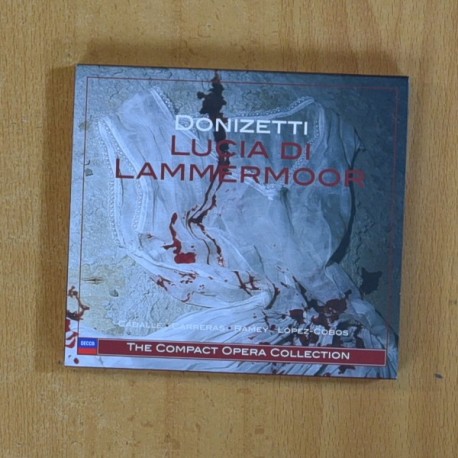 DONIZETTI
LUCIA DI
LAMMERMOOR
CABALLÉ · CARRERAS · RAMEY · LÓPEZ-COBOS
DECCA
THE COMPACT OPERA COLLECTION